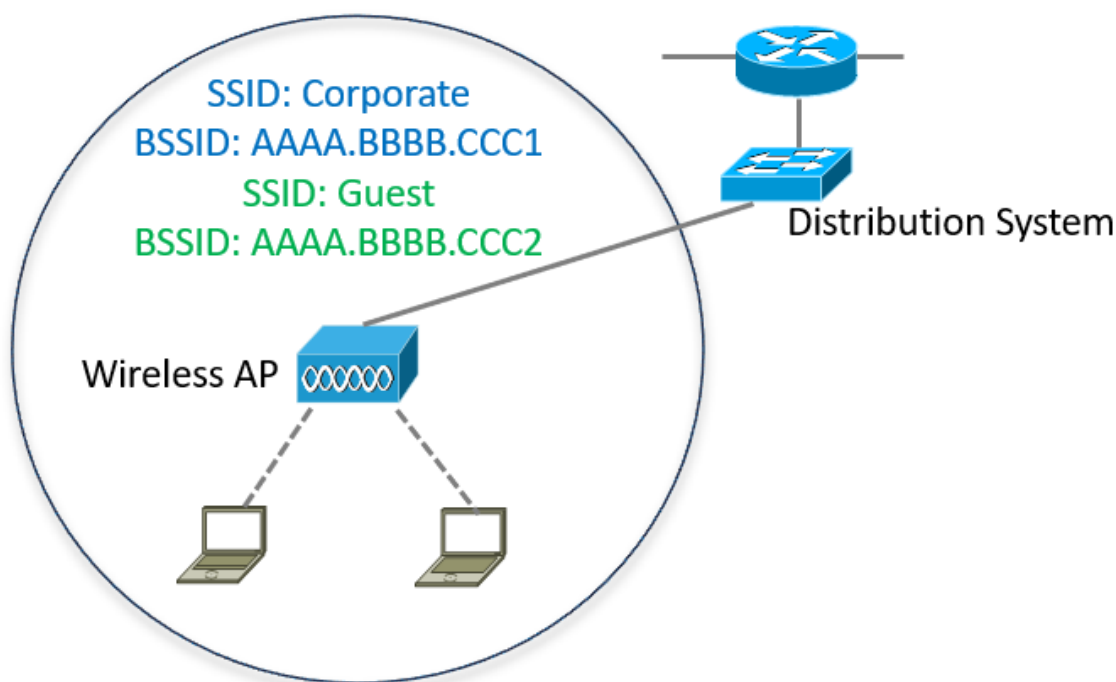 SSID: Corporate
BSSID: AAAA.BBBB.CCC1
SSID: Guest
BSSID: AAAA.BBBB.CCC2
Distribution System
Wireless AP